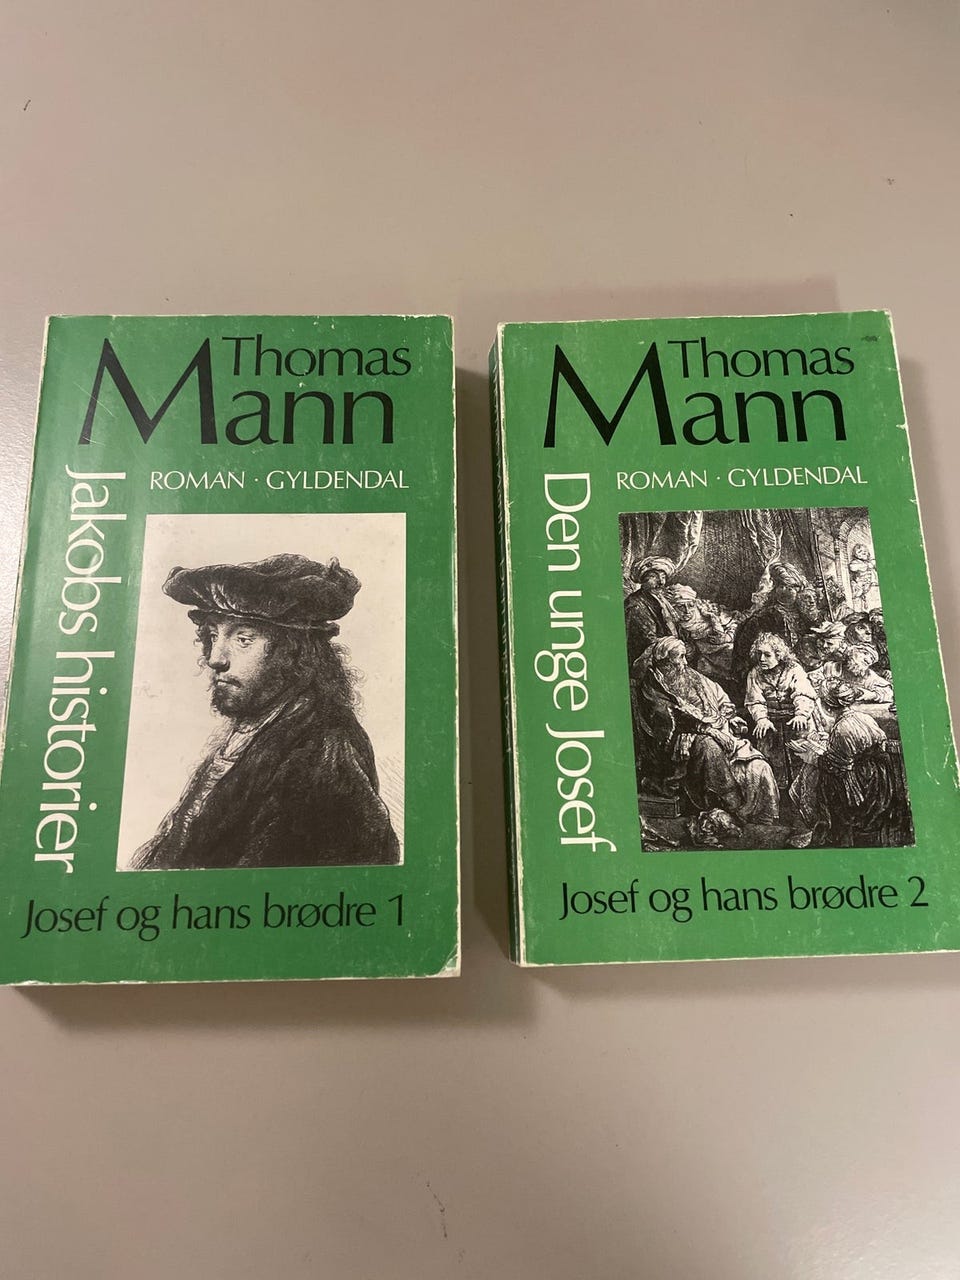 Thomas
Mann
ROMAN · GYLDENDAL
Jakobs historier
Josef og hans brødre 1
Thomas
Mann
ROMAN · GYLDENDAL
Den unge Josef
Josef og hans brødre 2